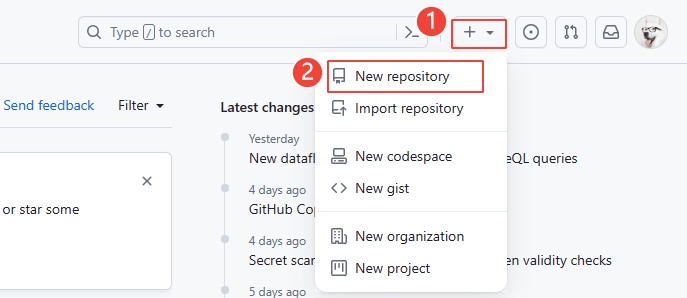 Type / to search
1
2
New repository
Import repository
New codespace
New gist
New organization
New project
Send feedback
Filter
or star some
Latest changes
Yesterday
New datafl
eQL queries
4 days ago
GitHub Cop
4 days ago
Secret scan
en validity checks
5 days ago